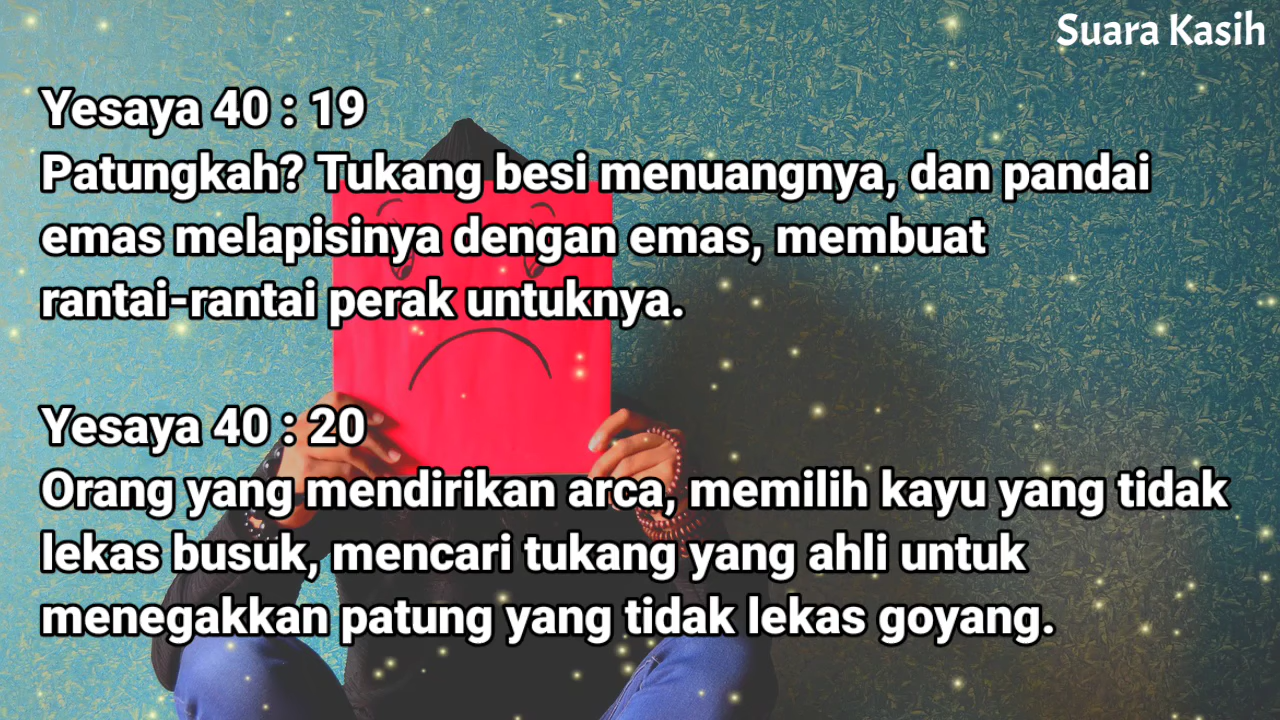 Suara Kasih
Yesaya 40 : 19
Patungkah? Tukang besi menuangnya, dan pandai
emas melapisinya dengan emas, membuat
rantai-rantai perak untuknya.
Yesaya 40 : 20
Orang yang mendirikan arca, memilih kayu yang tidak
lekas busuk, mencari tukang yang ahli untuk
menegakkan patung yang tidak lekas goyang.